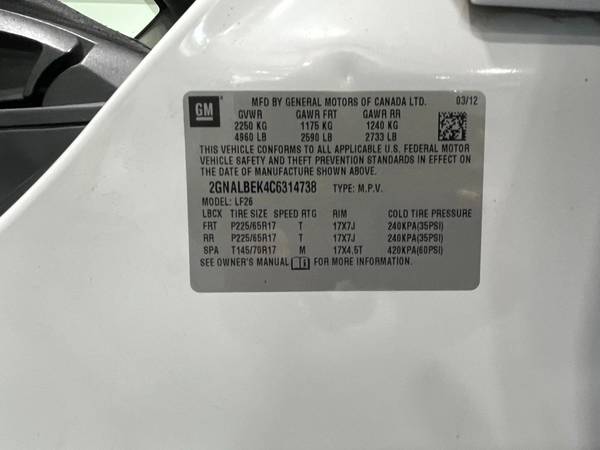 GM
MFD BY GENERAL MOTORS OF CANADA LTD. 03/12
GVWR GAWR FRT GAWR RR
2250 KG 1175 KG 1240 KG
4960 LB 2590 LB 2733 LB
THIS VEHICLE CONFORMS TO ALL APPLICABLE U.S. FEDERAL MOTOR
VEHICLE SAFETY AND THEFT PREVENTION STANDARDS IN EFFECT ON
THE DATE OF MANUFACTURE SHOWN ABOVE.
2GNALBEK4C6314738 TYPE: M.P.V.
MODEL: LF26
LBCX TIRE SIZE SPEED RTG RIM COLD TIRE PRESSURE
FRT P225/65R17 T 17X7J 240KPA(35PSI)
RR P225/65R17 T 17X7J 240KPA(35PSI)
SPA T145/70R17 M 17X4.5T 420KPA(60PSI)
SEE OWNER'S MANUAL FOR MORE INFORMATION.